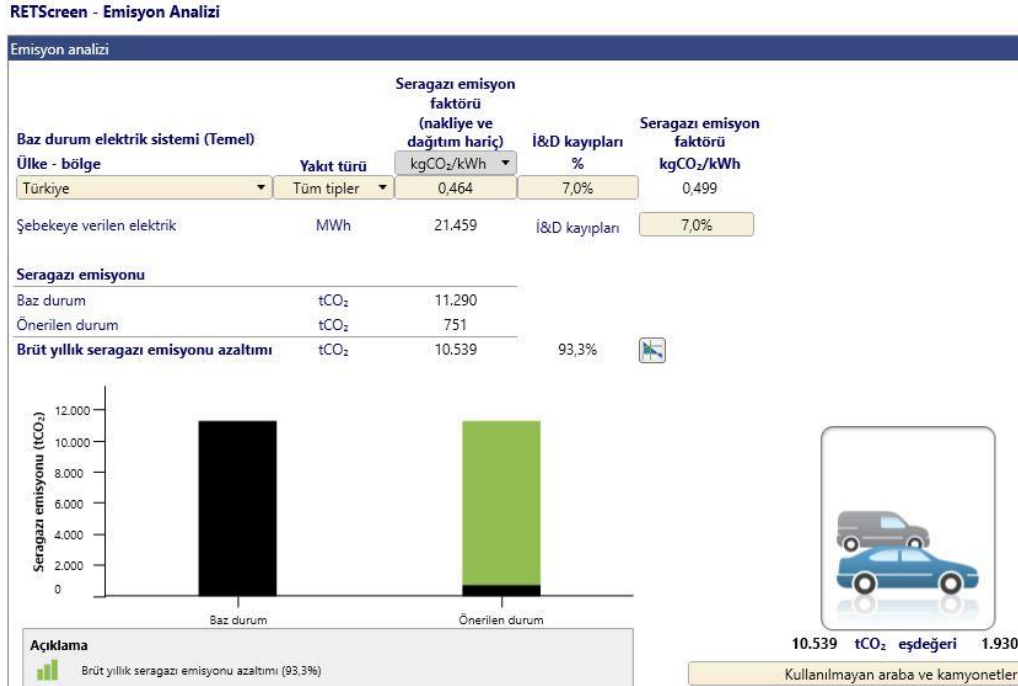 RETScreen - Emisyon Analizi
Emisyon analizi
Seragazı emisyon
faktörü
(nakliye ve
dağıtım hariç)
İ&D kayıpları
Seragazı emisyon
faktörü
Baz durum elektrik sistemi (Temel)
Ülke - bölge Yakıt türü kgCO₂/kWh % kgCO₂/kWh
Türkiye Tüm tipler 0,464 7,0% 0,499
Şebekeye verilen elektrik MWh 21.459 İ&D kayıpları 7,0%
Seragazı emisyonu
Baz durum tCO₂ 11.290
Önerilen durum tCO₂ 751
Brüt yıllık seragazı emisyonu azaltımı tCO₂ 10.539 93,3%
Seragazı emisyonu (tCO₂)
12.000
10.000
8.000
6.000
4.000
2.000
0
Baz durum Önerilen durum
Açıklama
Brüt yıllık seragazı emisyonu azaltımı (93,3%)
10.539 tCO₂ eşdeğeri 1.930
Kullanılmayan araba ve kamyonetler